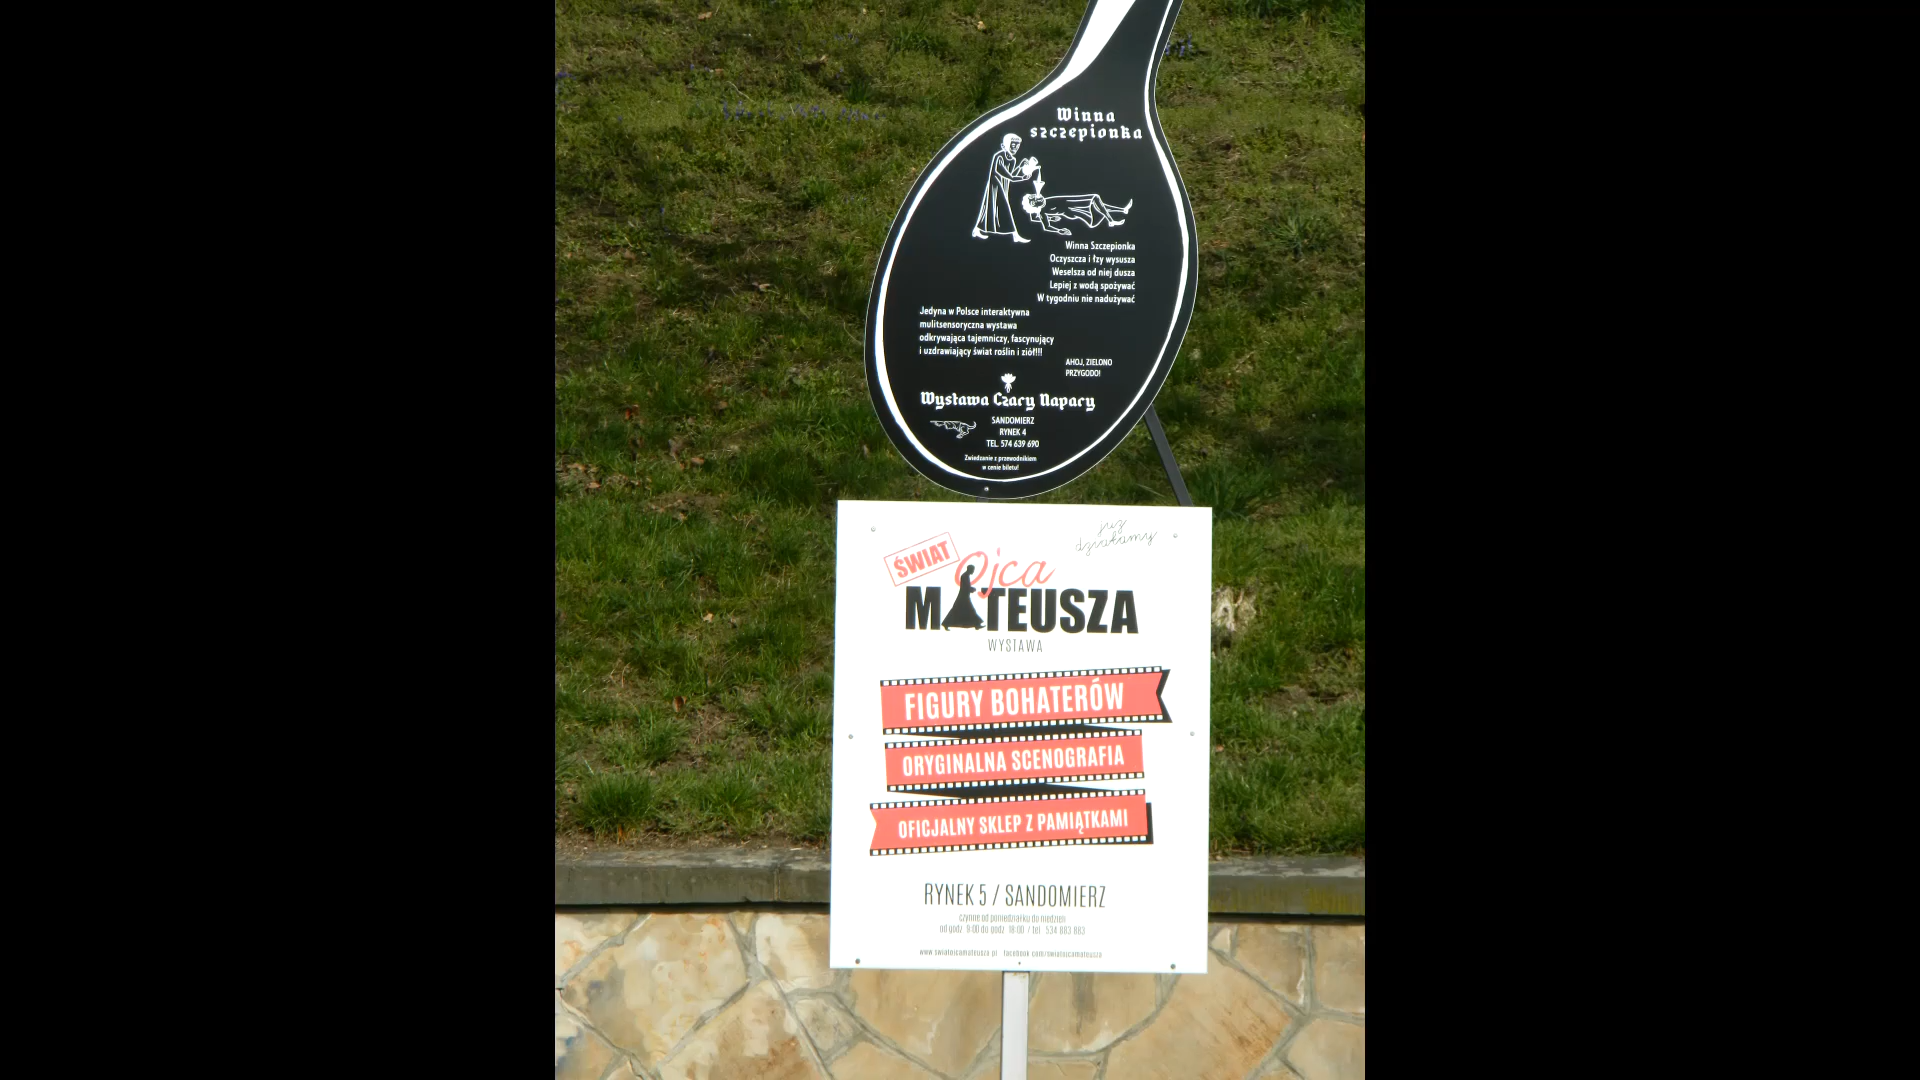 Winna
szczepionka
Winna Szczepionka
Oczyszcza i łzy wysusza
Weselsza od niej dusza
Lepiej z wodą spożywać
W tygodniu nie nadużywać
Jedyna w Polsce interaktywna
mulitsensoryczna wystawa
odkrywająca tajemniczy, fascynujący
i uzdrawiający świat roślin i ziół!!!!
AHOJ, ZIELONO
PRZYGODO!
Wystawa Czary Napary
SANDOMIERZ
RYNEK 4
TEL. 574 639 690
Zwiedzanie z przewodnikiem
w cenie biletu!
już
działamy
ŚWIAT
Ojca
MATEUSZA
WYSTAWA
FIGURY BOHATERÓW
ORYGINALNA SCENOGRAFIA
OFICJALNY SKLEP Z PAMIĄTKAMI
RYNEK 5 / SANDOMIERZ
czynne od poniedziałku do niedzieli
od godz. 9:00 do godz. 18:00 / tel. 534 883 883
www.swiatojcamateusza.pl facebook.com/swiatojcamateusza